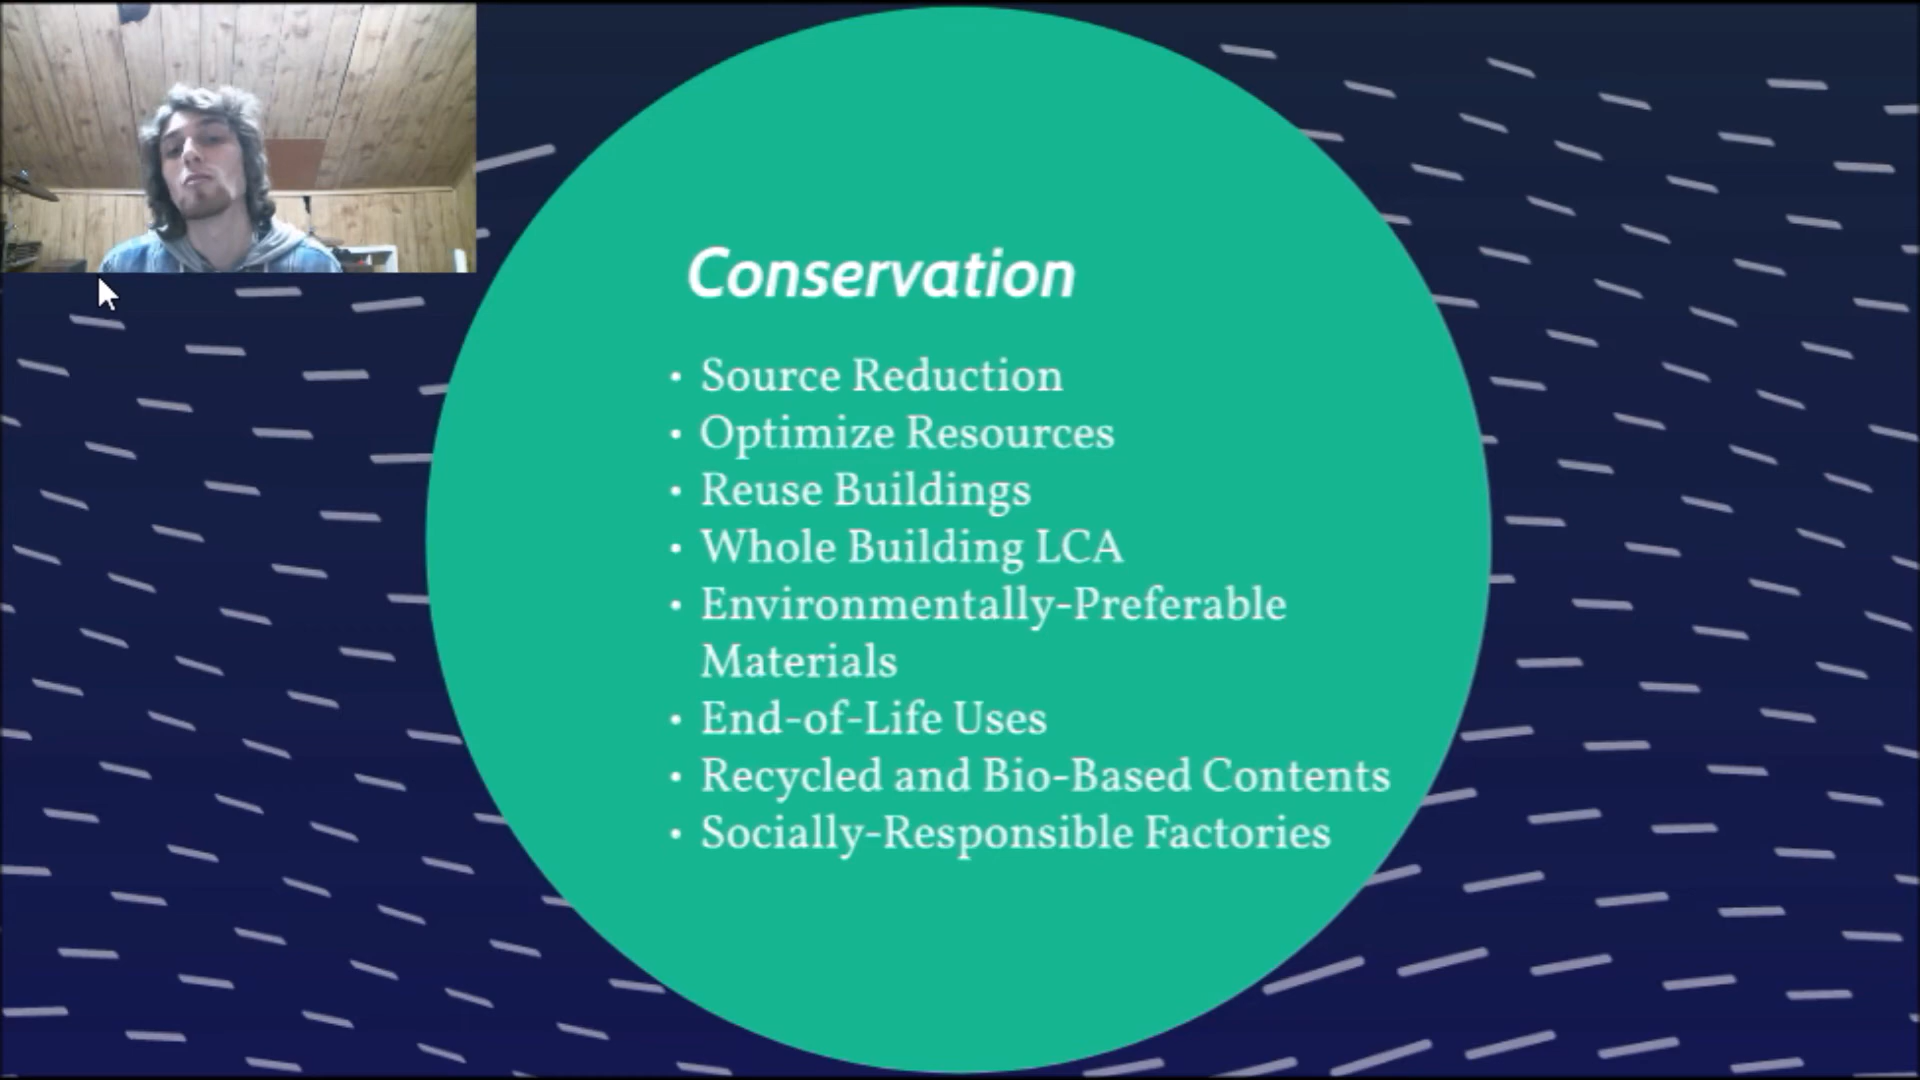 Conservation
• Source Reduction
• Optimize Resources
• Reuse Buildings
• Whole Building LCA
• Environmentally-Preferable
Materials
• End-of-Life Uses
• Recycled and Bio-Based Contents
• Socially-Responsible Factories